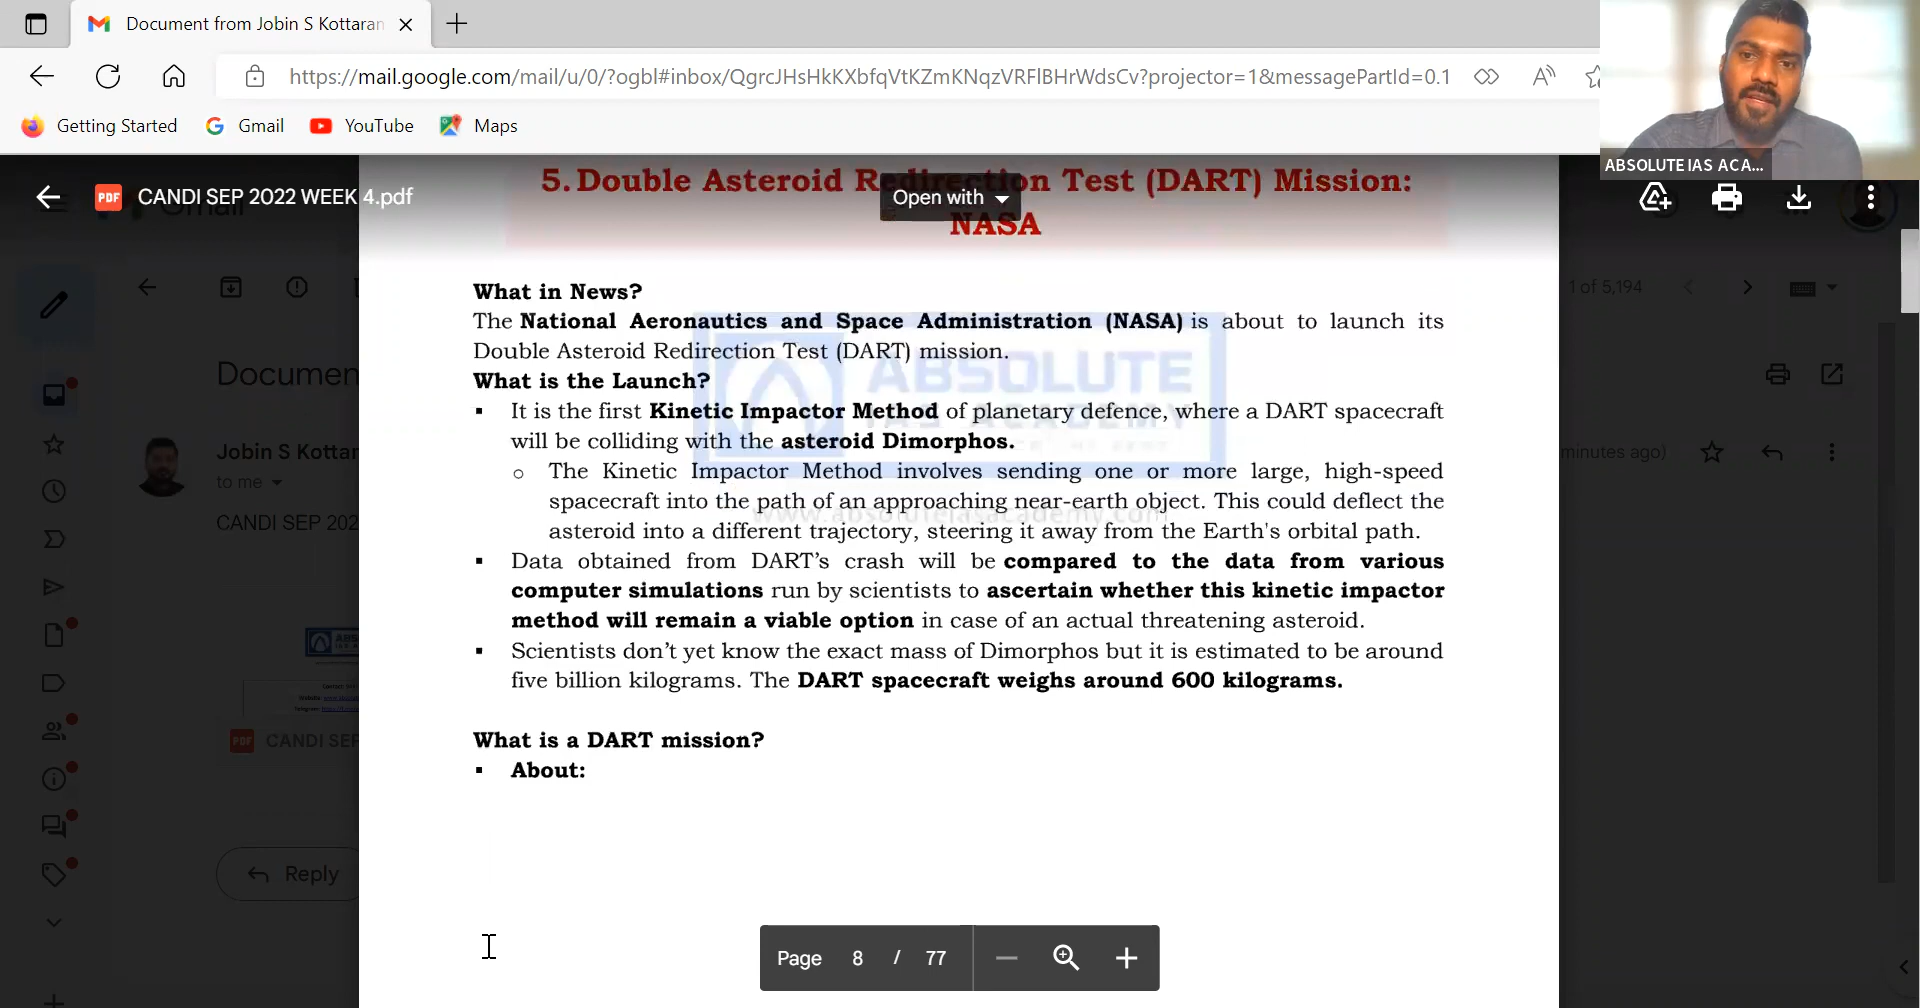 Document from Jobin S Kottaran
https://mail.google.com/mail/u/0/?ogbl#inbox/QgrcJHsHkKXbfqVtKZmKNqzVRFlBHrWdsCv?projector=1&messagePartId=0.1
Getting Started
Gmail
YouTube
Maps
ABSOLUTE IAS ACA...
PDF
CANDI SEP 2022 WEEK 4.pdf
Open with
5. Double Asteroid Redirection Test (DART) Mission:
NASA
1 of 5,194
What in News?
The National Aeronautics and Space Administration (NASA) is about to launch its
Double Asteroid Redirection Test (DART) mission.
What is the Launch?
▪ It is the first Kinetic Impactor Method of planetary defence, where a DART spacecraft
will be colliding with the asteroid Dimorphos.
o The Kinetic Impactor Method involves sending one or more large, high-speed
spacecraft into the path of an approaching near-earth object. This could deflect the
asteroid into a different trajectory, steering it away from the Earth's orbital path.
▪ Data obtained from DART’s crash will be compared to the data from various
computer simulations run by scientists to ascertain whether this kinetic impactor
method will remain a viable option in case of an actual threatening asteroid.
▪ Scientists don’t yet know the exact mass of Dimorphos but it is estimated to be around
five billion kilograms. The DART spacecraft weighs around 600 kilograms.
What is a DART mission?
▪ About:
ABSOLUTE
IAS ACADEMY
www.absoluteiasacademy.com
Documen
Jobin S Kottar
to me
minutes ago)
CANDI SEP 202
PDF
CANDI SEP
Reply
Page 8 / 77